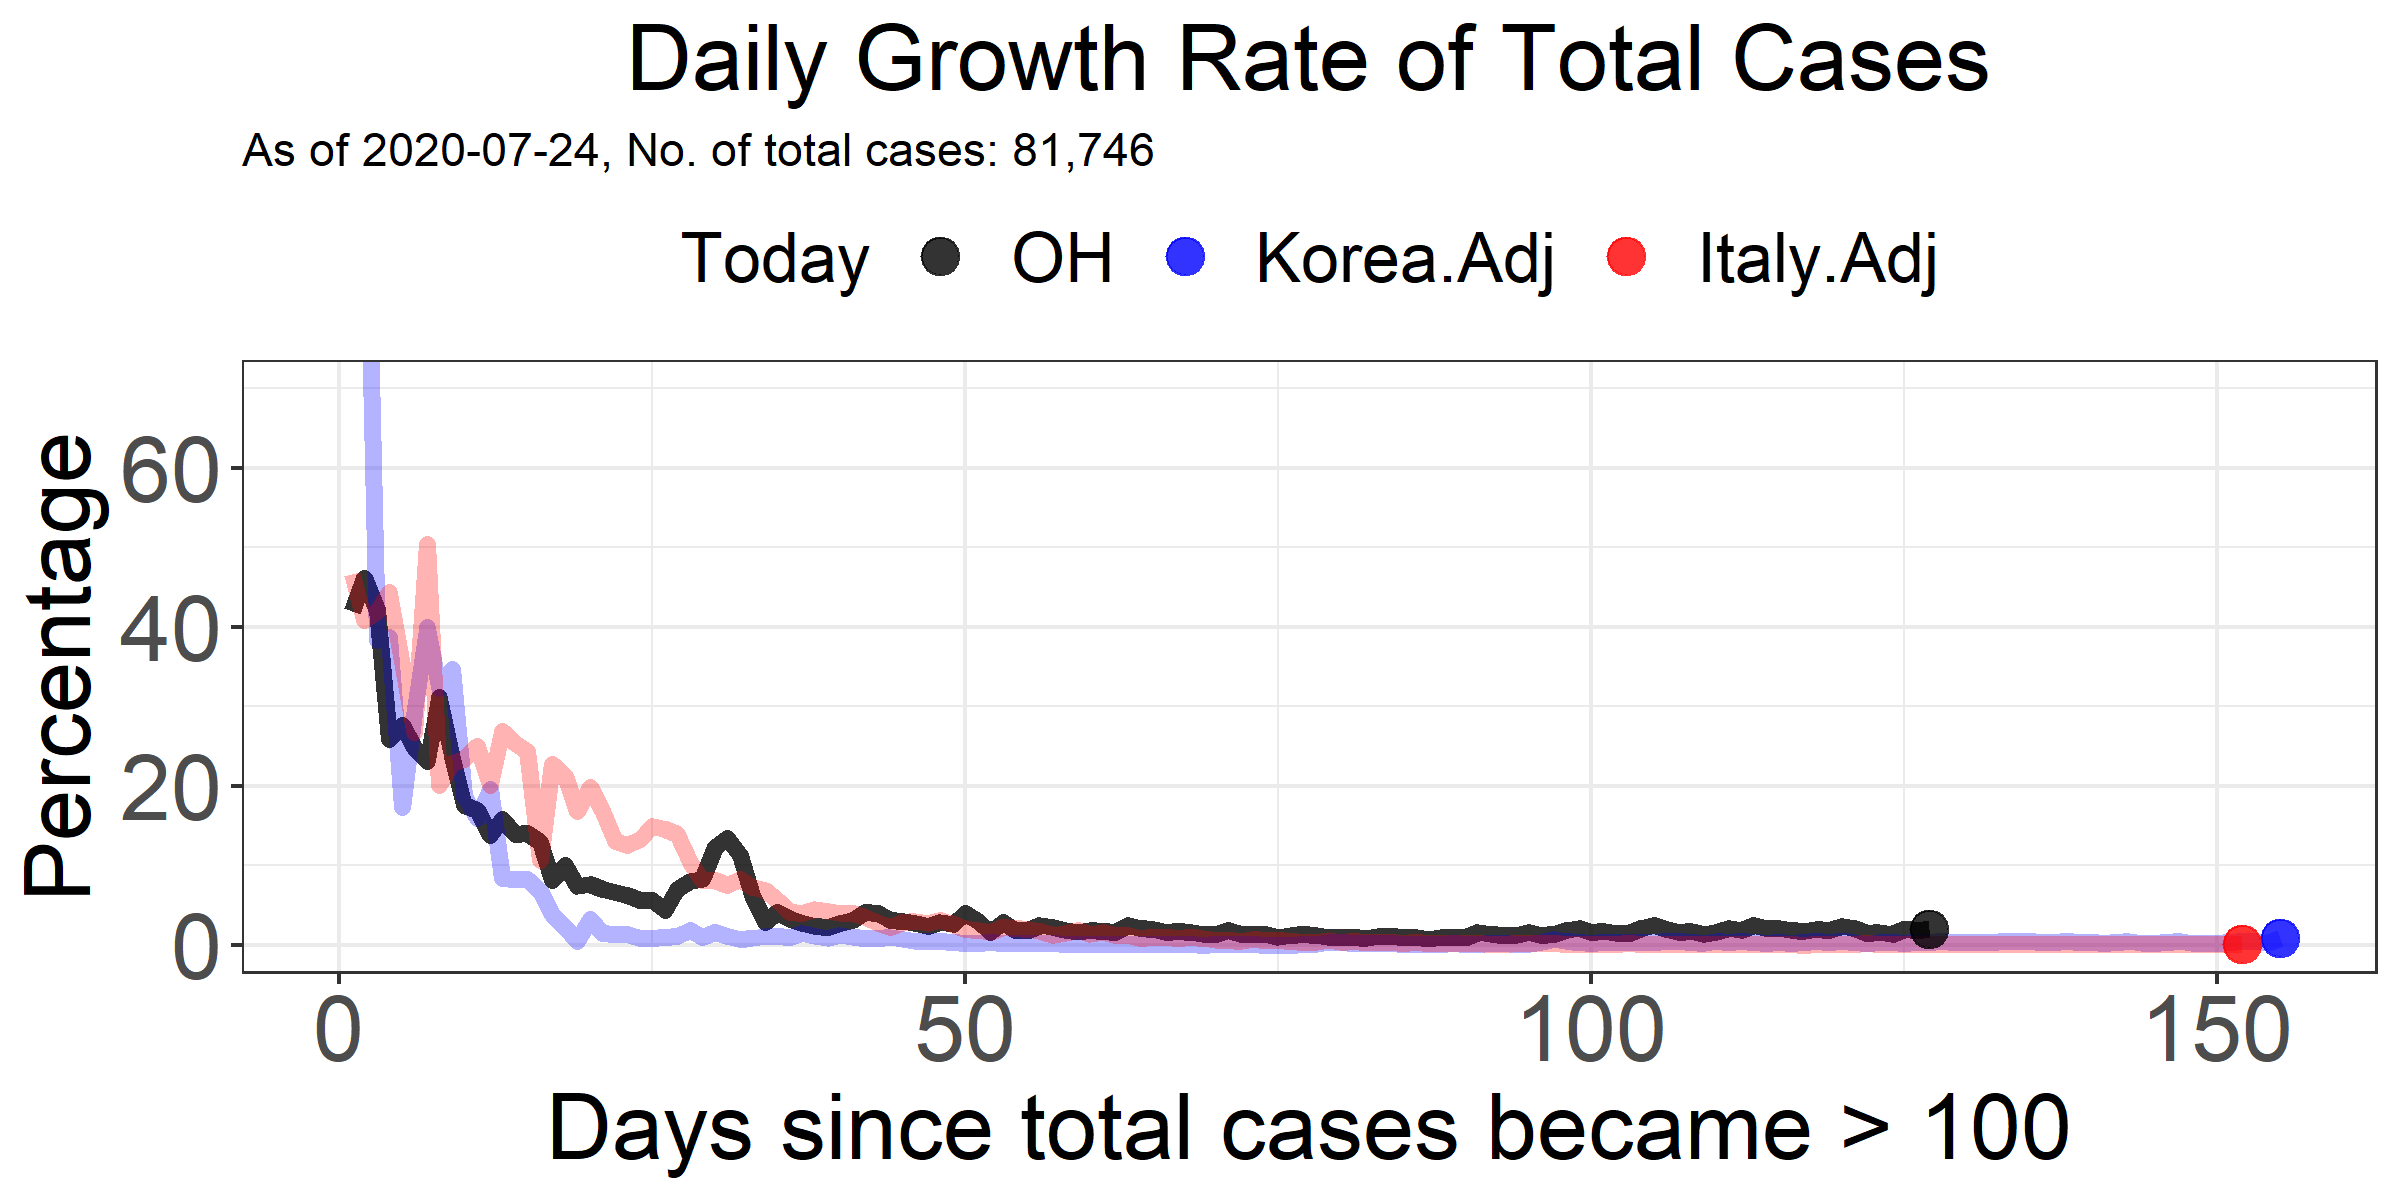 Daily Growth Rate of Total Cases
As of 2020-07-24, No. of total cases: 81,746
Today OH Korea.Adj Italy.Adj
Percentage
60
40
20
0
0 50 100 150
Days since total cases became > 100